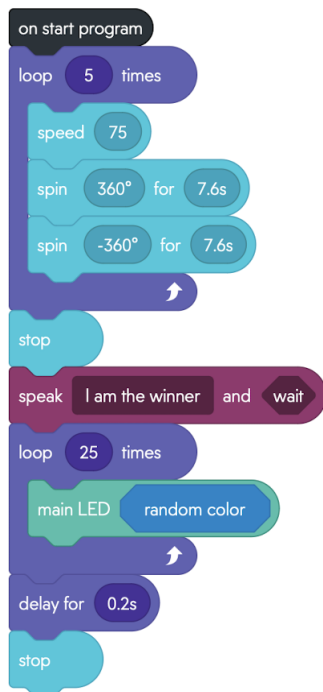 on start program
loop 5 times
speed 75
spin 360° for 7.6s
spin -360° for 7.6s
stop
speak I am the winner and wait
loop 25 times
main LED random color
delay for 0.2s
stop